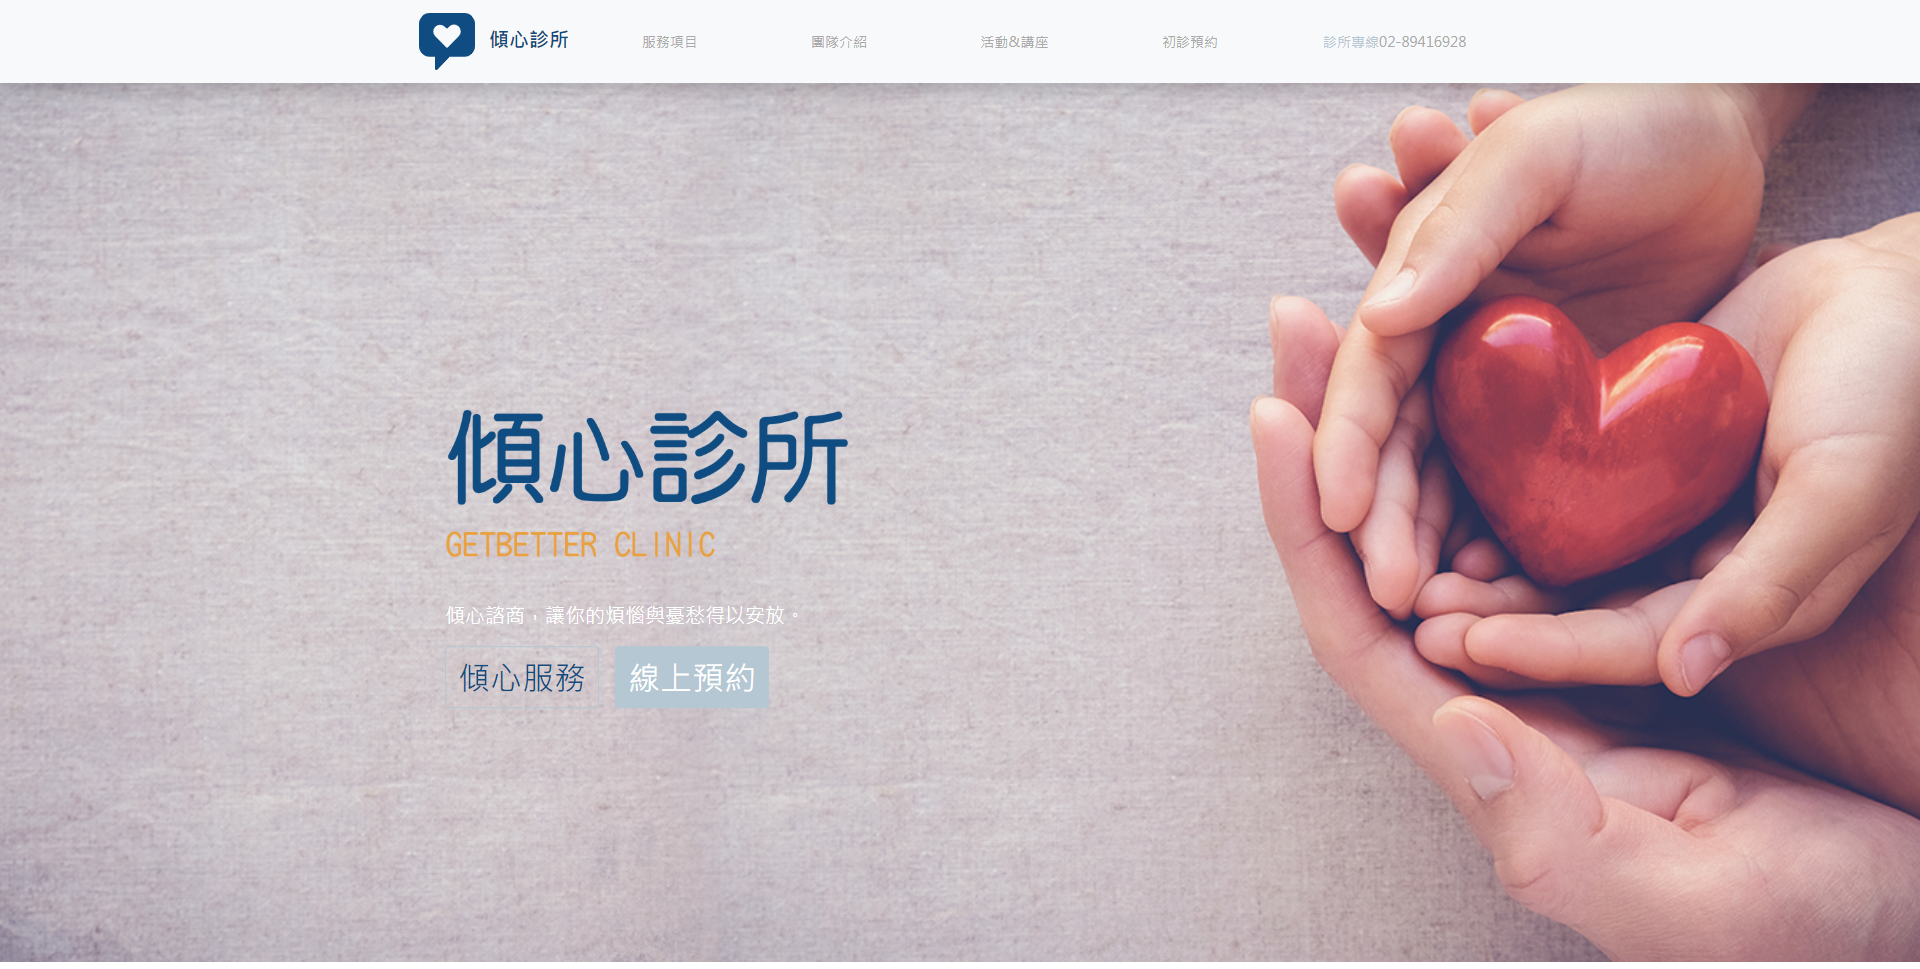 傾心診所
服務項目
團隊介紹
活動&講座
初診預約
診所專線02-89416928
傾心診所
GETBETTER CLINIC
傾心諮商，讓你的煩惱與憂愁得以安放。
傾心服務
線上預約